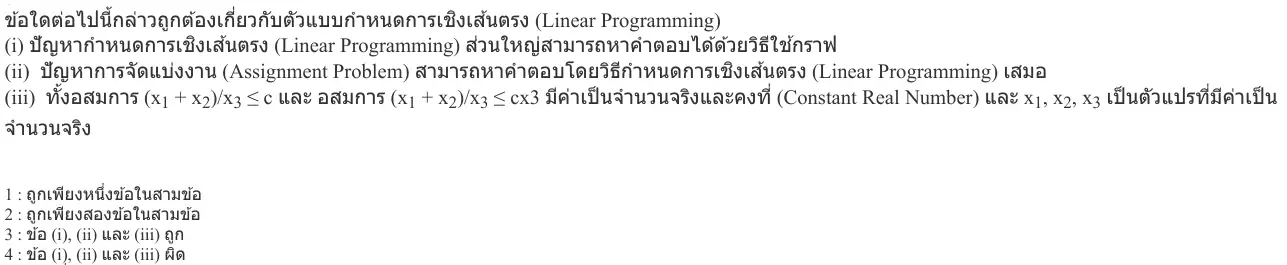 ข้อใดต่อไปนี้กล่าวถูกต้องเกี่ยวกับตัวแบบกำหนดการเชิงเส้นตรง (Linear Programming)
(i) ปัญหากำหนดการเชิงเส้นตรง (Linear Programming) ส่วนใหญ่สามารถหาคำตอบได้ด้วยวิธีใช้กราฟ
(ii) ปัญหาการจัดแบ่งงาน (Assignment Problem) สามารถหาคำตอบโดยวิธีกำหนดการเชิงเส้นตรง (Linear Programming) เสมอ
(iii) ทั้งอสมการ (x₁ + x₂)/x₃ ≤ c และ อสมการ (x₁ + x₂)/x₃ ≤ cx3 มีค่าเป็นจำนวนจริงและคงที่ (Constant Real Number) และ x₁, x₂, x₃ เป็นตัวแปรที่มีค่าเป็น
จำนวนจริง
1 : ถูกเพียงหนึ่งข้อในสามข้อ
2 : ถูกเพียงสองข้อในสามข้อ
3 : ข้อ (i), (ii) และ (iii) ถูก
4 : ข้อ (i), (ii) และ (iii) ผิด